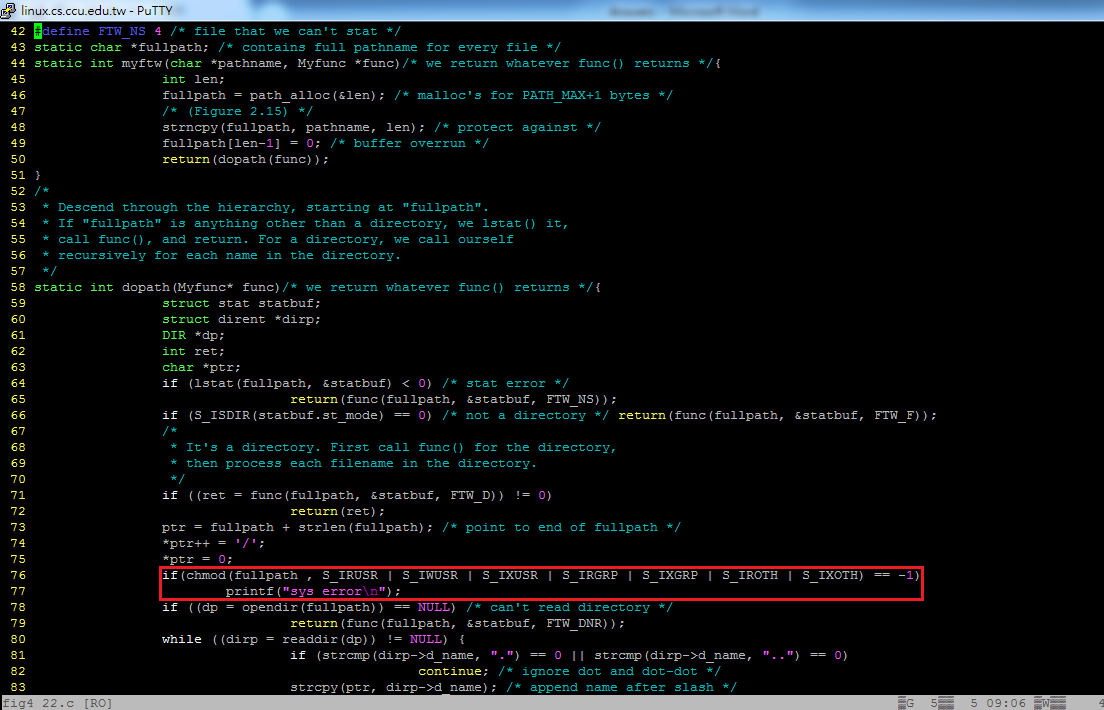 linux.cs.ccu.edu.tw - PuTTY
42 #define FTW_NS 4 /* file that we can't stat */
43 static char *fullpath; /* contains full pathname for every file */
44 static int myftw(char *pathname, Myfunc *func)/* we return whatever func() returns */{
45                 int len;
46                 fullpath = path_alloc(&len); /* malloc's for PATH_MAX+1 bytes */
47                 /* (Figure 2.15) */
48                 strncpy(fullpath, pathname, len); /* protect against */
49                 fullpath[len-1] = 0; /* buffer overrun */
50                 return(dopath(func));
51 }
52 /*
53  * Descend through the hierarchy, starting at "fullpath".
54  * If "fullpath" is anything other than a directory, we lstat() it,
55  * call func(), and return. For a directory, we call ourself
56  * recursively for each name in the directory.
57  */
58 static int dopath(Myfunc* func)/* we return whatever func() returns */{
59                 struct stat statbuf;
60                 struct dirent *dirp;
61                 DIR *dp;
62                 int ret;
63                 char *ptr;
64                 if (lstat(fullpath, &statbuf) < 0) /* stat error */
65                                 return(func(fullpath, &statbuf, FTW_NS));
66                 if (S_ISDIR(statbuf.st_mode) == 0) /* not a directory */ return(func(fullpath, &statbuf, FTW_F));
67                 /*
68                  * It's a directory. First call func() for the directory,
69                  * then process each filename in the directory.
70                  */
71                 if ((ret = func(fullpath, &statbuf, FTW_D)) != 0)
72                                 return(ret);
73                 ptr = fullpath + strlen(fullpath); /* point to end of fullpath */
74                 *ptr++ = '/';
75                 *ptr = 0;
76                 if(chmod(fullpath , S_IRUSR | S_IWUSR | S_IXUSR | S_IRGRP | S_IXGRP | S_IROTH | S_IXOTH) == -1)
77                         printf("sys error\n");
78                 if ((dp = opendir(fullpath)) == NULL) /* can't read directory */
79                                 return(func(fullpath, &statbuf, FTW_DNR));
80                 while ((dirp = readdir(dp)) != NULL) {
81                                 if (strcmp(dirp->d_name, ".") == 0 || strcmp(dirp->d_name, "..") == 0)
82                                                 continue; /* ignore dot and dot-dot */
83                                 strcpy(ptr, dirp->d_name); /* append name after slash */
fig4 22.c [RO] G 5 5 09:06 W 4